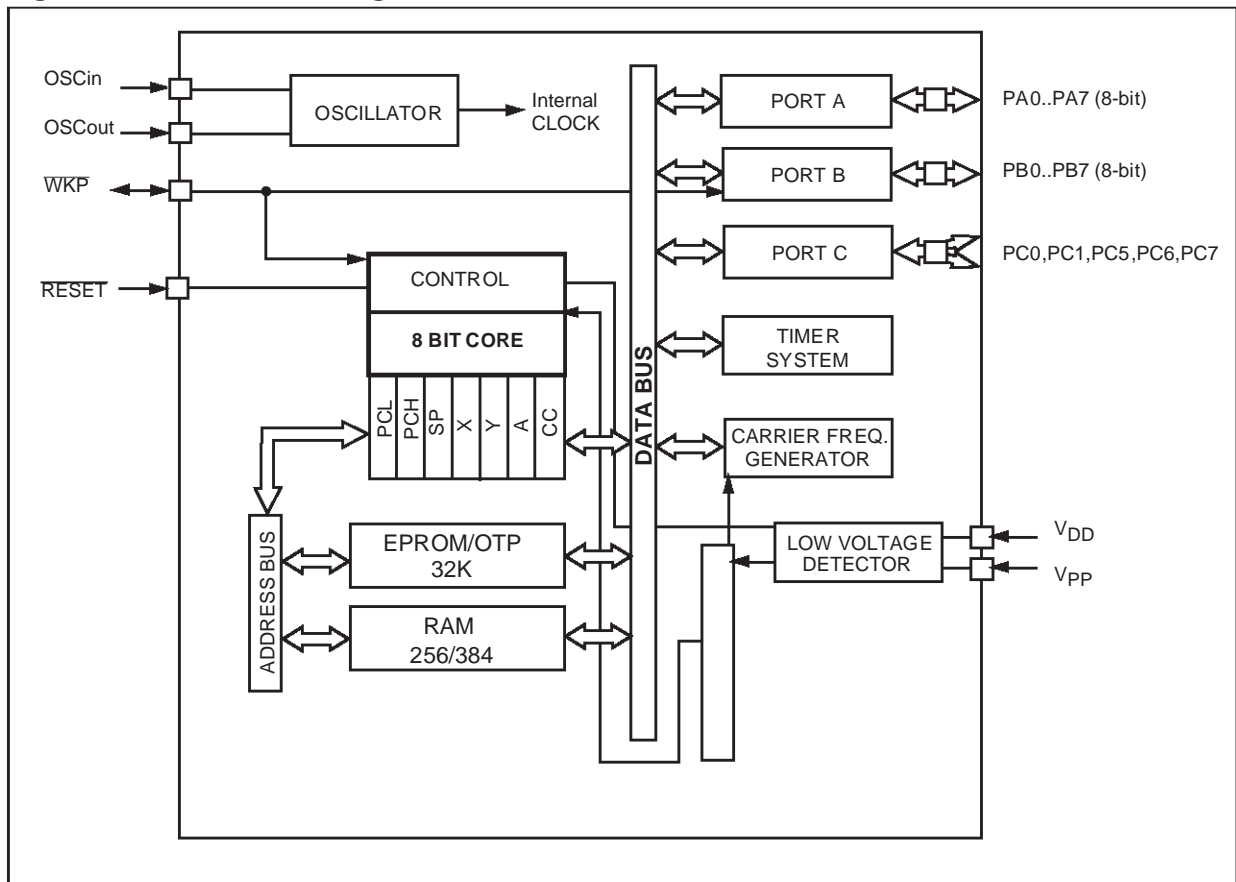 OSCin
OSCout
WKP
RESET
OSCILLATOR
Internal
CLOCK
CONTROL
8 BIT CORE
PCL
PCH
SP
X
Y
A
CC
ADDRESS BUS
EPROM/OTP
32K
RAM
256/384
DATA BUS
PORT A
PA0..PA7 (8-bit)
PORT B
PB0..PB7 (8-bit)
PORT C
PC0,PC1,PC5,PC6,PC7
TIMER
SYSTEM
CARRIER FREQ.
GENERATOR
LOW VOLTAGE
DETECTOR
VDD
VPP